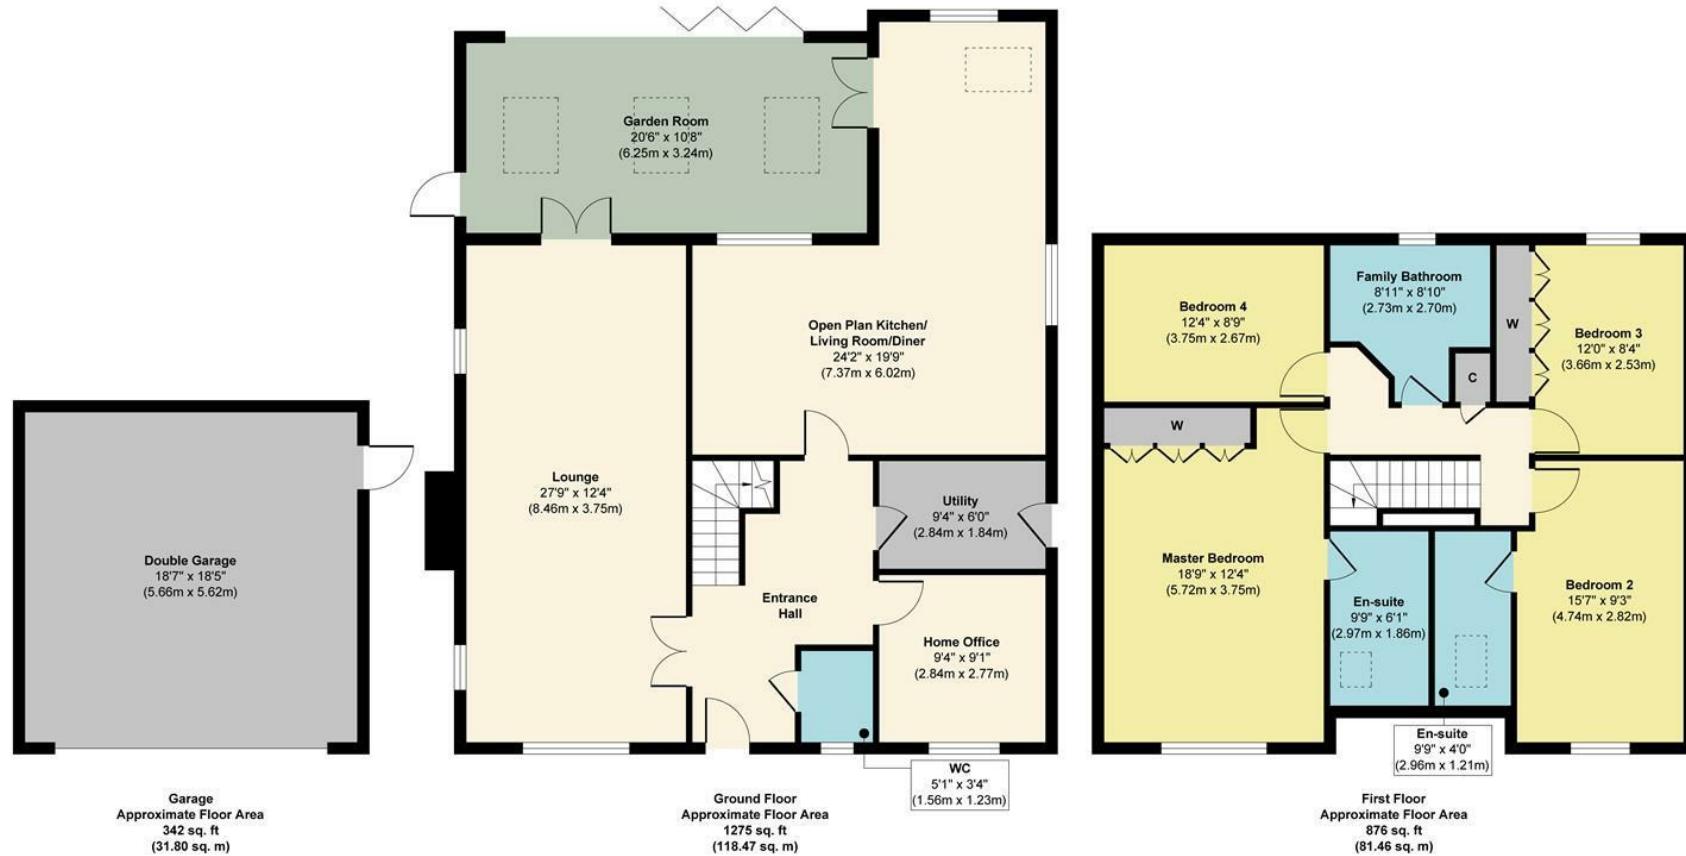 Garden Room
20'6" x 10'8"
(6.25m x 3.24m)
Open Plan Kitchen/
Living Room/Diner
24'2" x 19'9"
(7.37m x 6.02m)
Lounge
27'9" x 12'4"
(8.46m x 3.75m)
Utility
9'4" x 6'0"
(2.84m x 1.84m)
Entrance
Hall
Home Office
9'4" x 9'1"
(2.84m x 2.77m)
WC
5'1" x 3'4"
(1.56m x 1.23m)
Double Garage
18'7" x 18'5"
(5.66m x 5.62m)
Bedroom 4
12'4" x 8'9"
(3.75m x 2.67m)
Family Bathroom
8'11" x 8'10"
(2.73m x 2.70m)
W
Bedroom 3
12'0" x 8'4"
(3.66m x 2.53m)
C
W
Master Bedroom
18'9" x 12'4"
(5.72m x 3.75m)
En-suite
9'9" x 6'1"
(2.97m x 1.86m)
Bedroom 2
15'7" x 9'3"
(4.74m x 2.82m)
En-suite
9'9" x 4'0"
(2.96m x 1.21m)
Garage
Approximate Floor Area
342 sq. ft
(31.80 sq. m)
Ground Floor
Approximate Floor Area
1275 sq. ft
(118.47 sq. m)
First Floor
Approximate Floor Area
876 sq. ft
(81.46 sq. m)